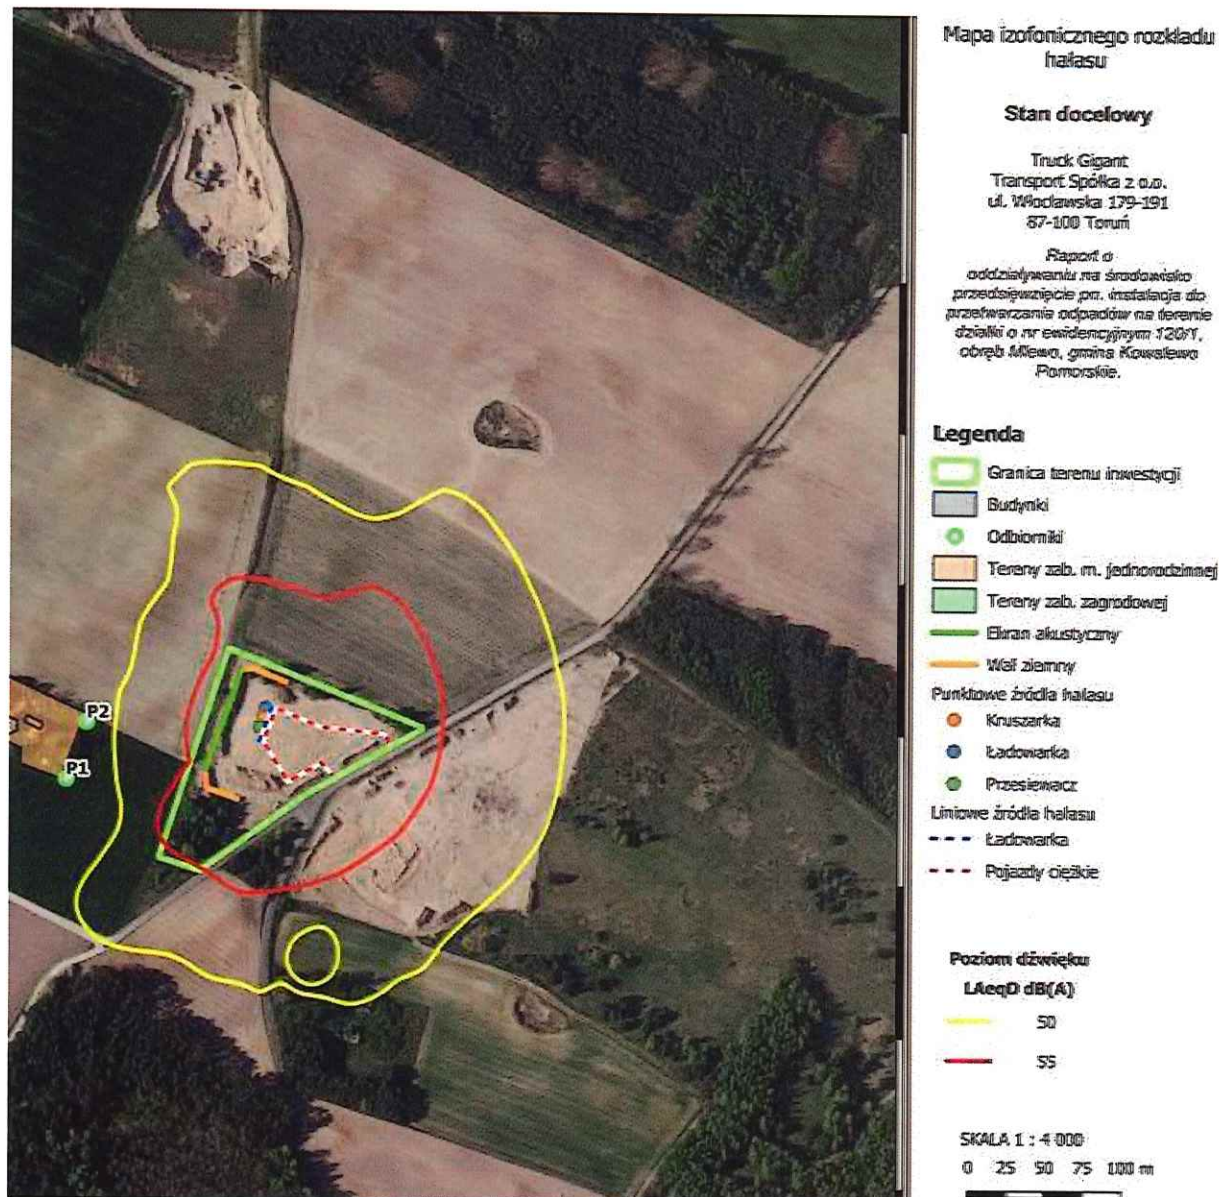 Mapa izofonicznego rozkładu
hałasu
Stan docelowy
Truck Gigant
Transport Spółka z o.o.
ul. Włocławska 179-191
87-100 Toruń
Raport o
oddziaływaniu na środowisko
przedsięwzięcie pn. instalacja do
przetwarzania odpadów na terenie
działki o nr ewidencyjnym 120/1,
obręb Mlewo, gmina Kowalewo
Pomorskie.
Legenda
Granica terenu inwestycji
Budynki
Odbiorniki
Tereny zab. m. jednorodzinnej
Tereny zab. zagrodowej
Ekran akustyczny
Wał ziemny
Punktowe źródła hałasu
Kruszarka
Ładowarka
Przesiewacz
Liniowe źródła hałasu
Ładowarka
Pojazdy ciężkie
Poziom dźwięku
LAeqD dB(A)
50
55
SKALA 1 : 4 000
0 25 50 75 100 m
P2
P1